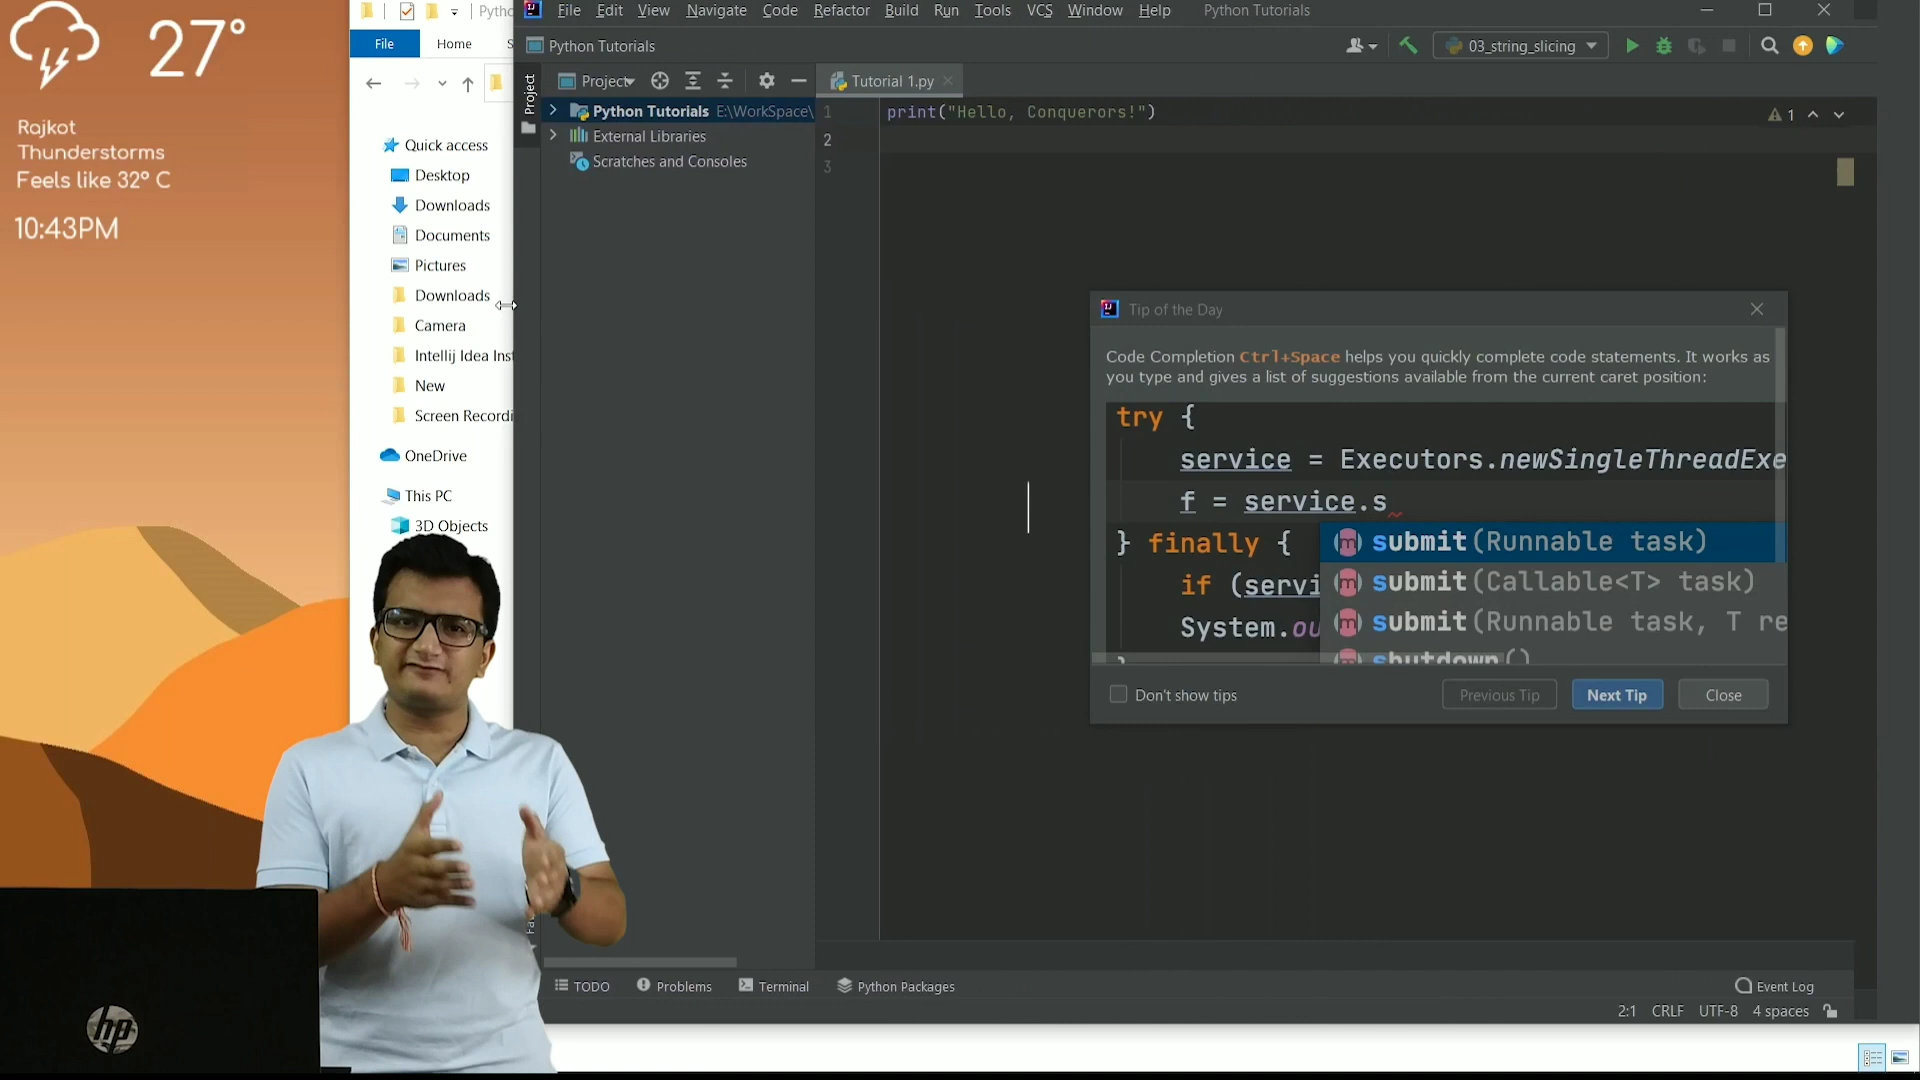 27°
Rajkot
Thunderstorms
Feels like 32° C
10:43PM
Pytho
File
Home
Quick access
Desktop
Downloads
Documents
Pictures
Downloads
Camera
Intellij Idea Inst
New
Screen Recordi
OneDrive
This PC
3D Objects
File Edit View Navigate Code Refactor Build Run Tools VCS Window Help Python Tutorials
Python Tutorials
03_string_slicing
Project
Project
Tutorial 1.py
Python Tutorials E:\WorkSpace\
External Libraries
Scratches and Consoles
1 print("Hello, Conquerors!")
2
3
1
Tip of the Day
Code Completion Ctrl+Space helps you quickly complete code statements. It works as
you type and gives a list of suggestions available from the current caret position:
try {
service = Executors.newSingleThreadExe
f = service.s
} finally {
submit(Runnable task)
if (servi
submit(Callable<T> task)
System.ou
submit(Runnable task, T re
shutdown()
Don't show tips
Previous Tip
Next Tip
Close
TODO
Problems
Terminal
Python Packages
Event Log
2:1 CRLF UTF-8 4 spaces
hp